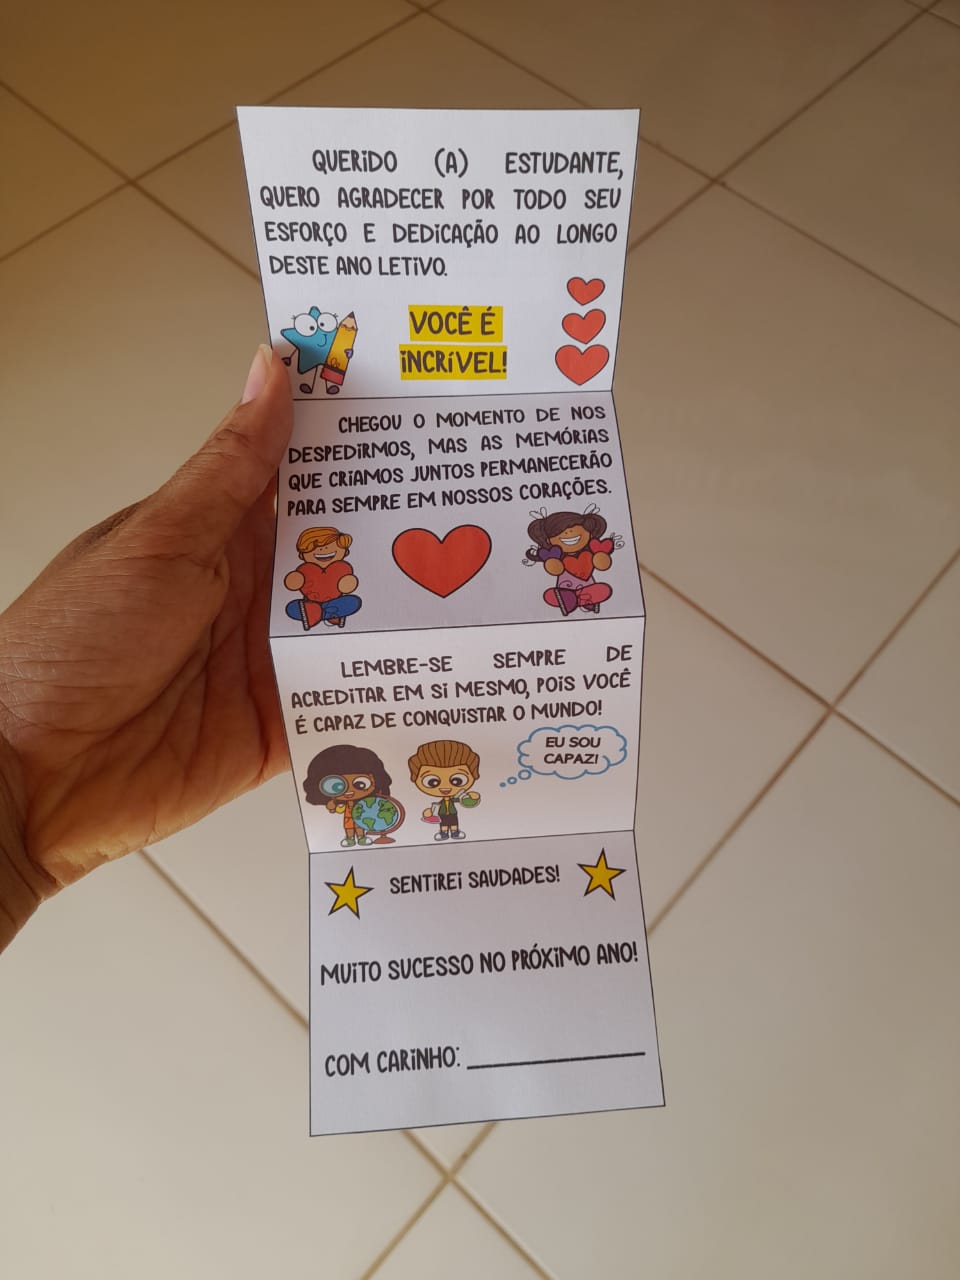 QUERIDO (A) ESTUDANTE,
QUERO AGRADECER POR TODO SEU
ESFORÇO E DEDICAÇÃO AO LONGO
DESTE ANO LETIVO.
VOCÊ É
INCRÍVEL!
CHEGOU O MOMENTO DE NOS
DESPEDIRMOS, MAS AS MEMÓRIAS
QUE CRIAMOS JUNTOS PERMANECERÃO
PARA SEMPRE EM NOSSOS CORAÇÕES.
LEMBRE-SE SEMPRE DE
ACREDITAR EM SI MESMO, POIS VOCÊ
É CAPAZ DE CONQUISTAR O MUNDO!
EU SOU
CAPAZ!
SENTIREI SAUDADES!
MUITO SUCESSO NO PRÓXIMO ANO!
COM CARINHO: _______________